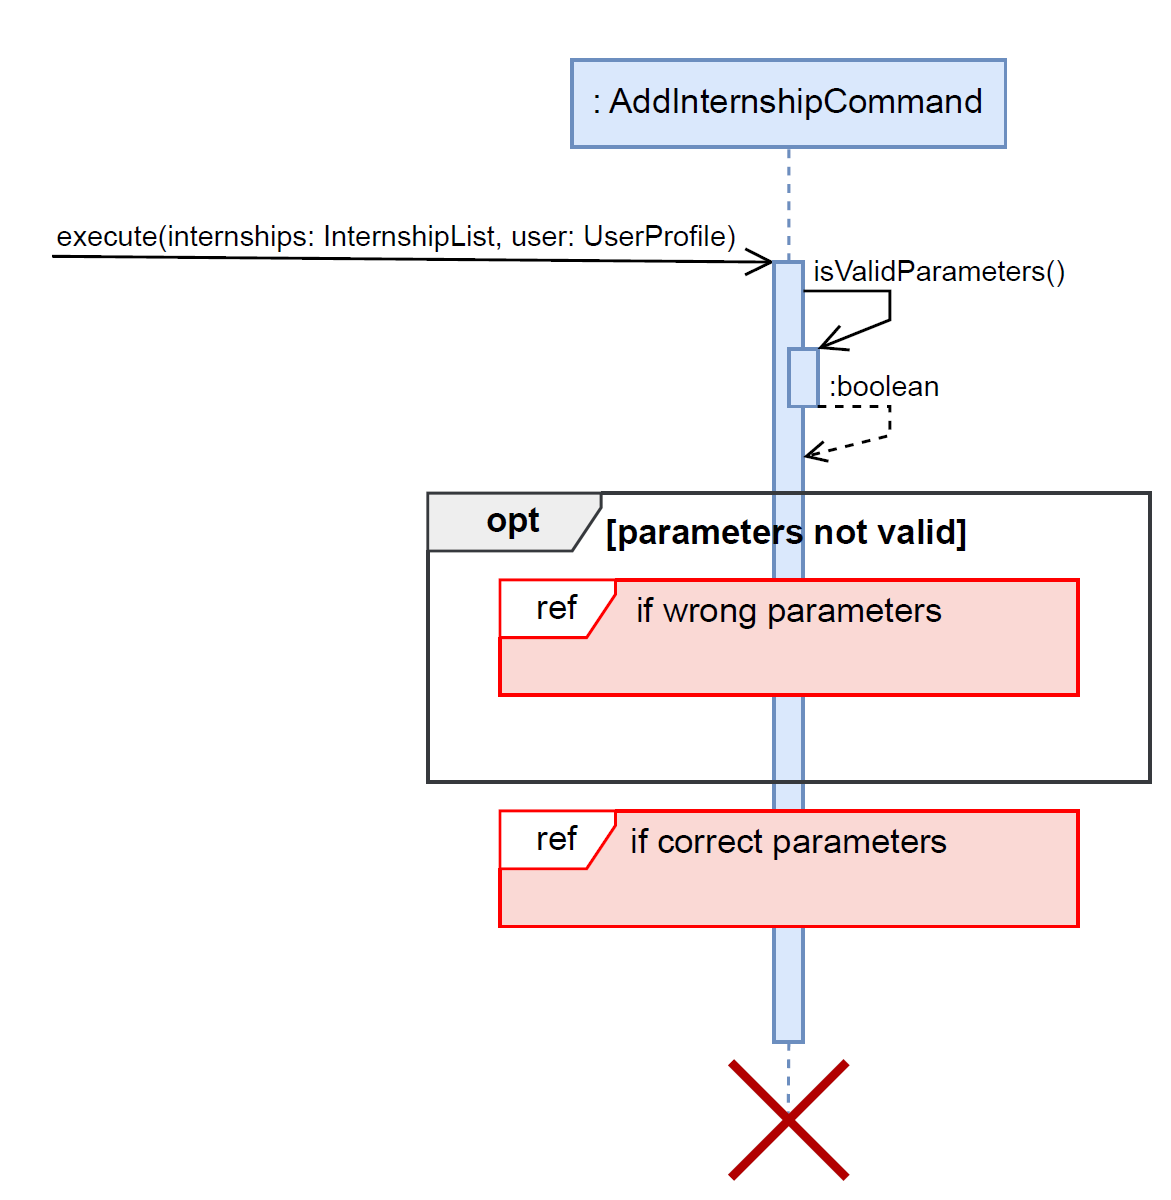 : AddInternshipCommand
execute(internships: InternshipList, user: UserProfile)
isValidParameters()
:boolean
opt
[parameters not valid]
ref
if wrong parameters
ref
if correct parameters